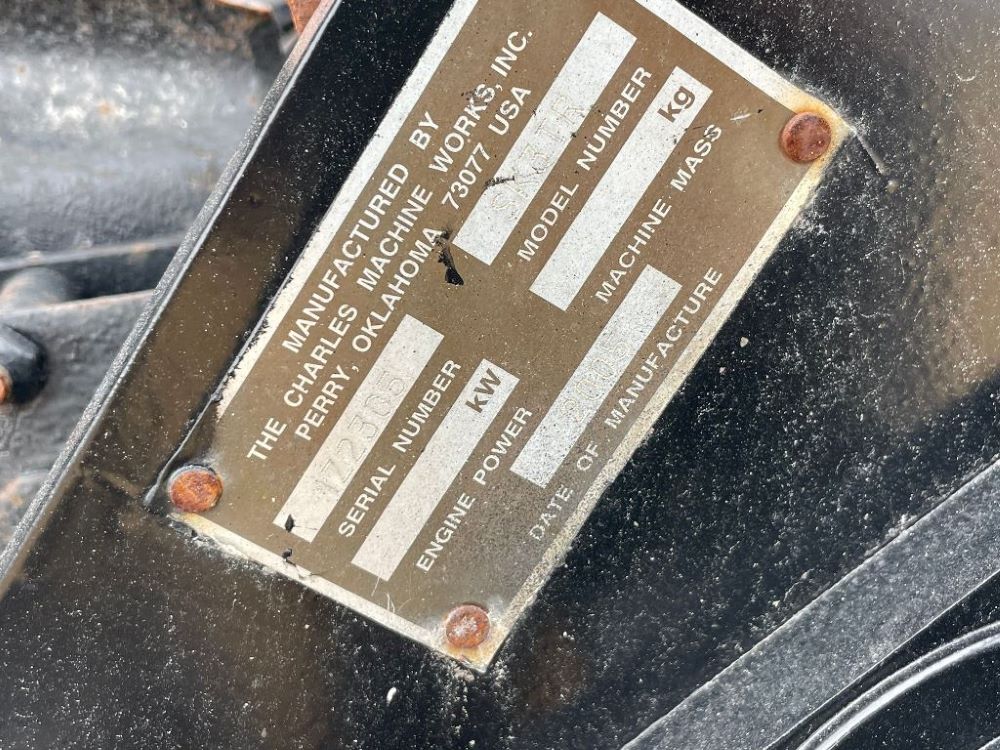 MANUFACTURED BY
THE CHARLES MACHINE WORKS, INC.
PERRY, OKLAHOMA 73077 USA
SERIAL NUMBER
MODEL NUMBER
kW
ENGINE POWER
kg
MACHINE MASS
DATE OF MANUFACTURE